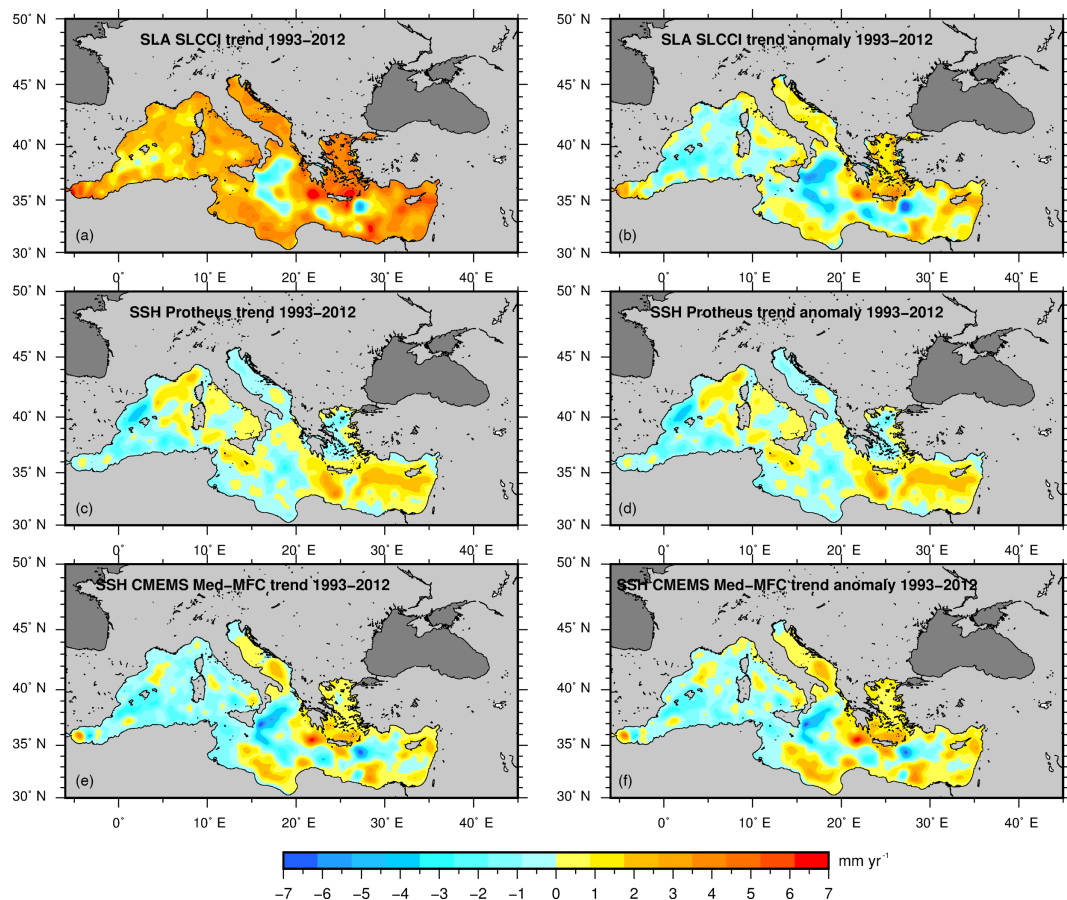 50° N
SLA SLCCI trend 1993−2012
45° N
40° N
35° N
(a)
30° N
0° 10° E 20° E 30° E 40° E
50° N
SLA SLCCI trend anomaly 1993−2012
45° N
40° N
35° N
(b)
30° N
0° 10° E 20° E 30° E 40° E
50° N
SSH Protheus trend 1993−2012
45° N
40° N
35° N
(c)
30° N
0° 10° E 20° E 30° E 40° E
50° N
SSH Protheus trend anomaly 1993−2012
45° N
40° N
35° N
(d)
30° N
0° 10° E 20° E 30° E 40° E
50° N
SSH CMEMS Med−MFC trend 1993−2012
45° N
40° N
35° N
(e)
30° N
0° 10° E 20° E 30° E 40° E
50° N
SSH CMEMS Med−MFC trend anomaly 1993−2012
45° N
40° N
35° N
(f)
30° N
0° 10° E 20° E 30° E 40° E
mm yr⁻¹
−7 −6 −5 −4 −3 −2 −1 0 1 2 3 4 5 6 7